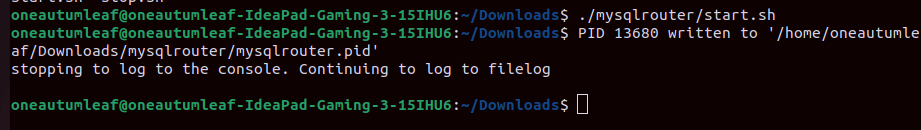 oneautumleaf@oneautumleaf-IdeaPad-Gaming-3-15IHU6:~/Downloads$ ./mysqlrouter/start.sh
oneautumleaf@oneautumleaf-IdeaPad-Gaming-3-15IHU6:~/Downloads$ PID 13680 written to '/home/oneautumle
af/Downloads/mysqlrouter/mysqlrouter.pid'
stopping to log to the console. Continuing to log to filelog
oneautumleaf@oneautumleaf-IdeaPad-Gaming-3-15IHU6:~/Downloads$